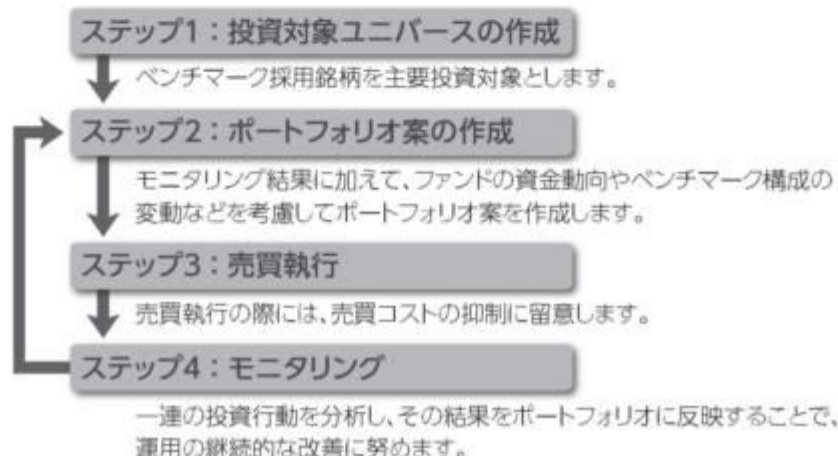 ステップ1：投資対象ユニバースの作成
ベンチマーク採用銘柄を主要投資対象とします。
ステップ2：ポートフォリオ案の作成
モニタリング結果に加えて、ファンドの資金動向やベンチマーク構成の
変動などを考慮してポートフォリオ案を作成します。
ステップ3：売買執行
売買執行の際には、売買コストの抑制に留意します。
ステップ4：モニタリング
一連の投資行動を分析し、その結果をポートフォリオに反映することで、
運用の継続的な改善に努めます。